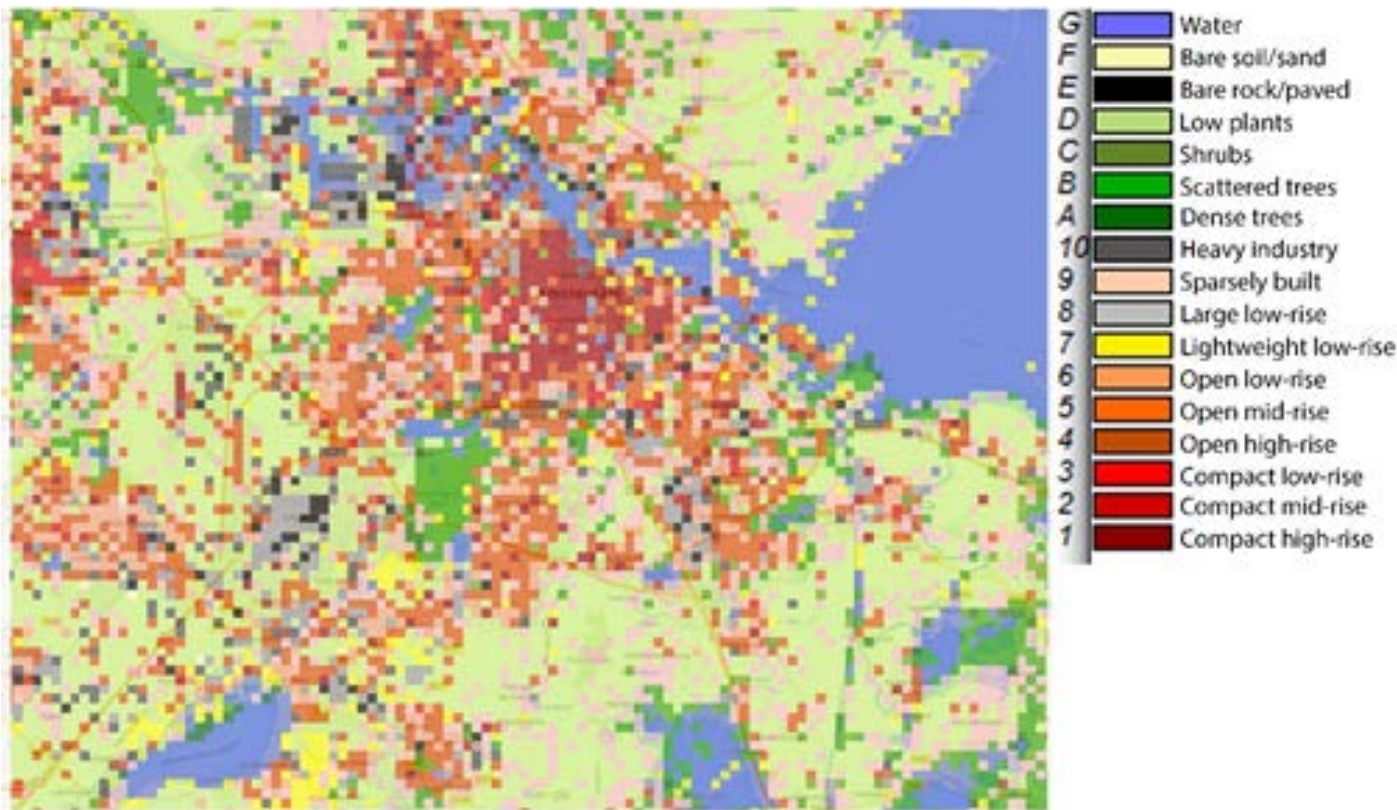 G Water
F Bare soil/sand
E Bare rock/paved
D Low plants
C Shrubs
B Scattered trees
A Dense trees
10 Heavy industry
9 Sparsely built
8 Large low-rise
7 Lightweight low-rise
6 Open low-rise
5 Open mid-rise
4 Open high-rise
3 Compact low-rise
2 Compact mid-rise
1 Compact high-rise